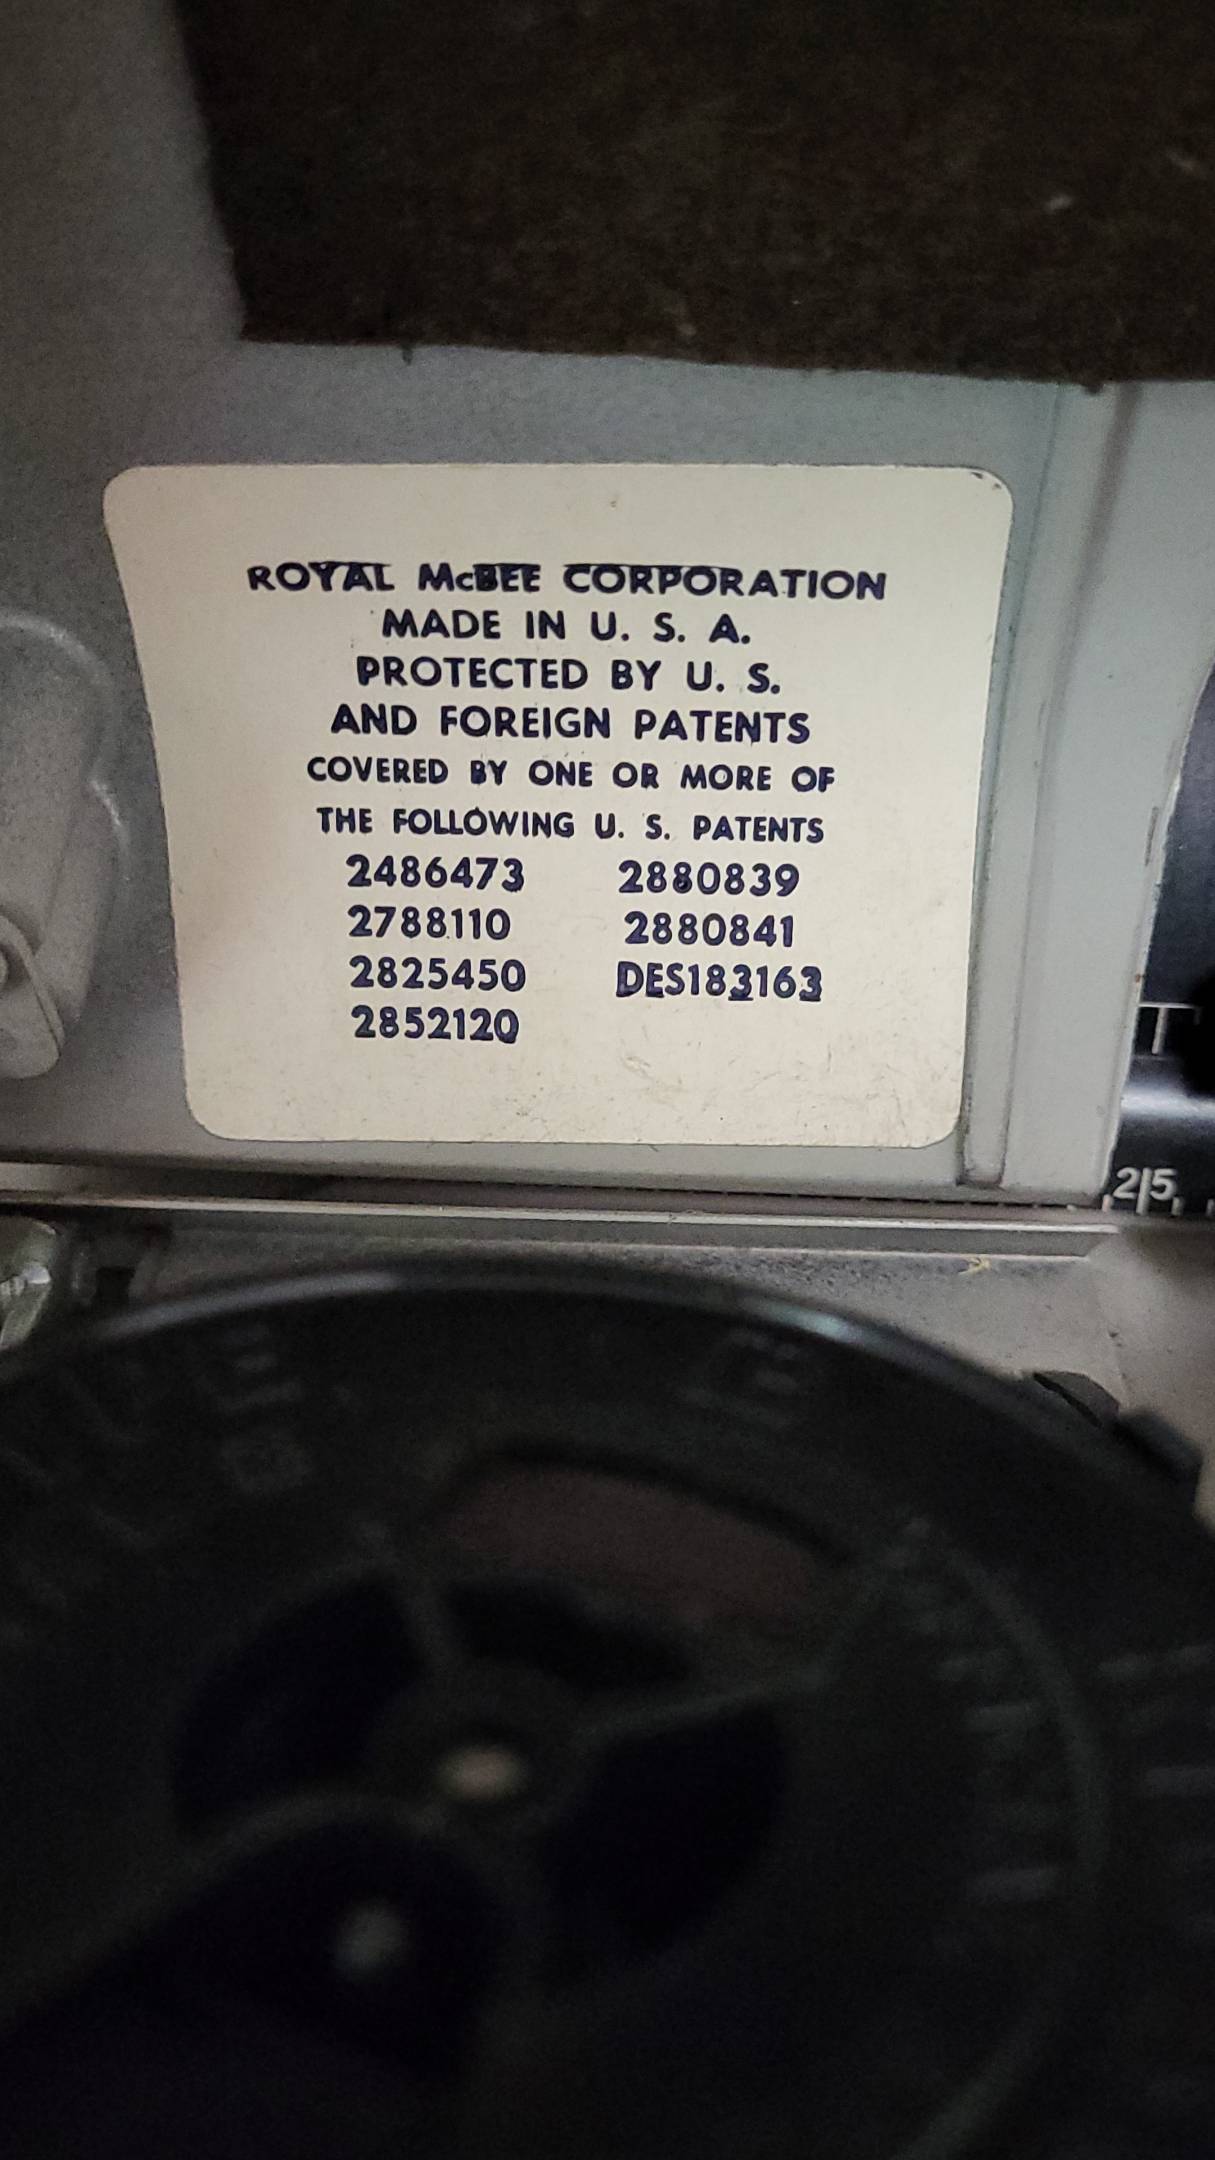 ROYAL McBEE CORPORATION
MADE IN U. S. A.
PROTECTED BY U. S.
AND FOREIGN PATENTS
COVERED BY ONE OR MORE OF
THE FOLLOWING U. S. PATENTS
2486473 2880839
2788110 2880841
2825450 DES183163
2852120
25